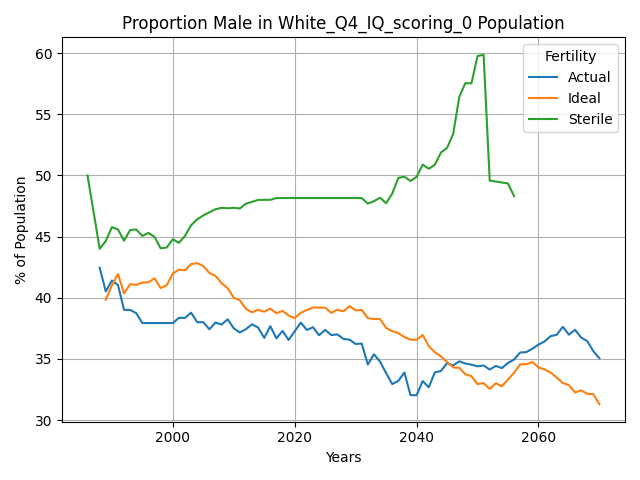 Proportion Male in White_Q4_IQ_scoring_0 Population
Fertility
Actual
Ideal
Sterile
% of Population
60
55
50
45
40
35
30
2000
2020
2040
2060
Years